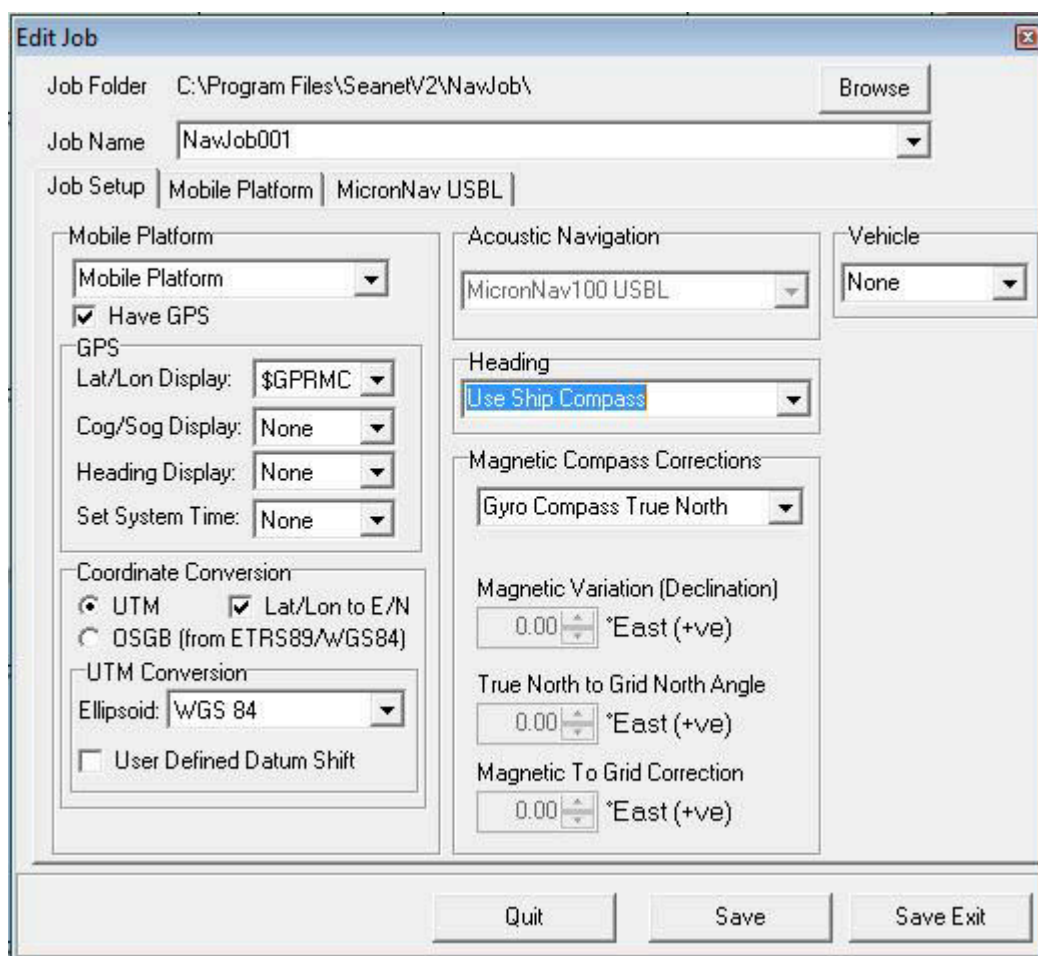 Edit Job
Job Folder C:\Program Files\SeanetV2\NavJob\ Browse
Job Name NavJob001
Job Setup Mobile Platform MicronNav USBL
Mobile Platform
Mobile Platform
Have GPS
GPS
Lat/Lon Display: $GPRMC
Cog/Sog Display: None
Heading Display: None
Set System Time: None
Coordinate Conversion
UTM Lat/Lon to E/N
OSGB (from ETRS89/WGS84)
UTM Conversion
Ellipsoid: WGS 84
User Defined Datum Shift
Acoustic Navigation
MicronNav100 USBL
Heading
Use Ship Compass
Magnetic Compass Corrections
Gyro Compass True North
Magnetic Variation (Declination)
0.00 °East (+ve)
True North to Grid North Angle
0.00 °East (+ve)
Magnetic To Grid Correction
0.00 °East (+ve)
Vehicle
None
Quit Save Save Exit